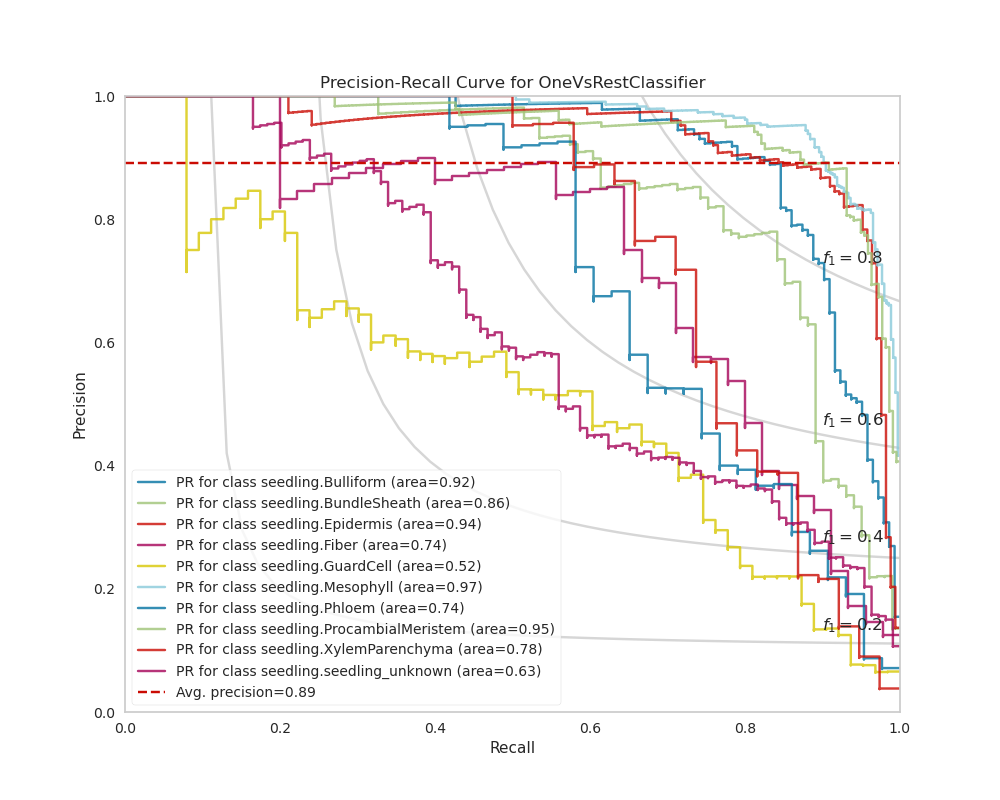 Precision-Recall Curve for OneVsRestClassifier
1.0
0.8
0.6
0.4
0.2
0.0
Precision
f1 = 0.8
f1 = 0.6
f1 = 0.4
f1 = 0.2
PR for class seedling.Bulliform (area=0.92)
PR for class seedling.BundleSheath (area=0.86)
PR for class seedling.Epidermis (area=0.94)
PR for class seedling.Fiber (area=0.74)
PR for class seedling.GuardCell (area=0.52)
PR for class seedling.Mesophyll (area=0.97)
PR for class seedling.Phloem (area=0.74)
PR for class seedling.ProcambialMeristem (area=0.95)
PR for class seedling.XylemParenchyma (area=0.78)
PR for class seedling.seedling_unknown (area=0.63)
Avg. precision=0.89
0.0 0.2 0.4 0.6 0.8 1.0
Recall